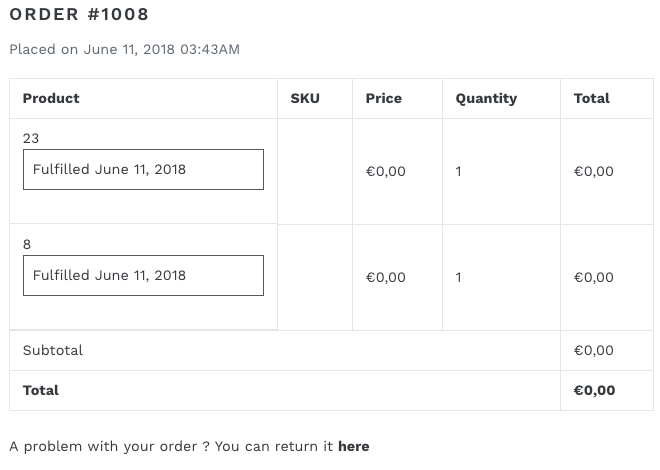 ORDER #1008
Placed on June 11, 2018 03:43AM
Product SKU Price Quantity Total
23
Fulfilled June 11, 2018
€0,00 1 €0,00
8
Fulfilled June 11, 2018
€0,00 1 €0,00
Subtotal €0,00
Total €0,00
A problem with your order ? You can return it here